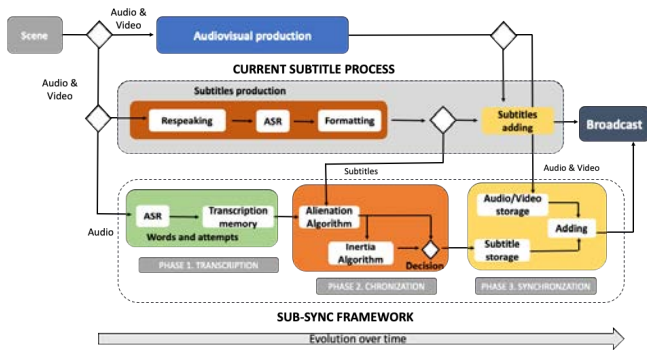 Audio &
Video
Scene
Audiovisual production
Audio &
Video
CURRENT SUBTITLE PROCESS
Subtitles production
Respeaking
ASR
Formatting
Subtitles
adding
Broadcast
Subtitles
Audio & Video
Audio
ASR
Transcription
memory
Words and attempts
Alienation
Algorithm
Inertia
Algorithm
Decision
Audio/Video
storage
Adding
Subtitle
storage
PHASE 1. TRANSCRIPTION
PHASE 2. CHRONIZATION
PHASE 3. SYNCHRONIZATION
SUB-SYNC FRAMEWORK
Evolution over time